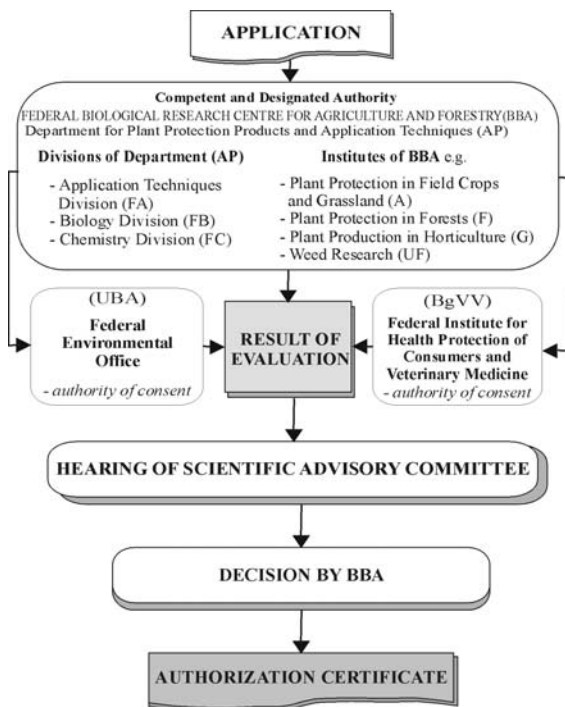 APPLICATION
Competent and Designated Authority
FEDERAL BIOLOGICAL RESEARCH CENTRE FOR AGRICULTURE AND FORESTRY(BBA)
Department for Plant Protection Products and Application Techniques (AP)
Divisions of Department (AP)
- Application Techniques
Division (FA)
- Biology Division (FB)
- Chemistry Division (FC)
Institutes of BBA e.g.
- Plant Protection in Field Crops
and Grassland (A)
- Plant Protection in Forests (F)
- Plant Production in Horticulture (G)
- Weed Research (UF)
(UBA)
Federal
Environmental
Office
- authority of consent
RESULT OF
EVALUATION
(BgVV)
Federal Institute for
Health Protection of
Consumers and
Veterinary Medicine
- authority of consent
HEARING OF SCIENTIFIC ADVISORY COMMITTEE
DECISION BY BBA
AUTHORIZATION CERTIFICATE